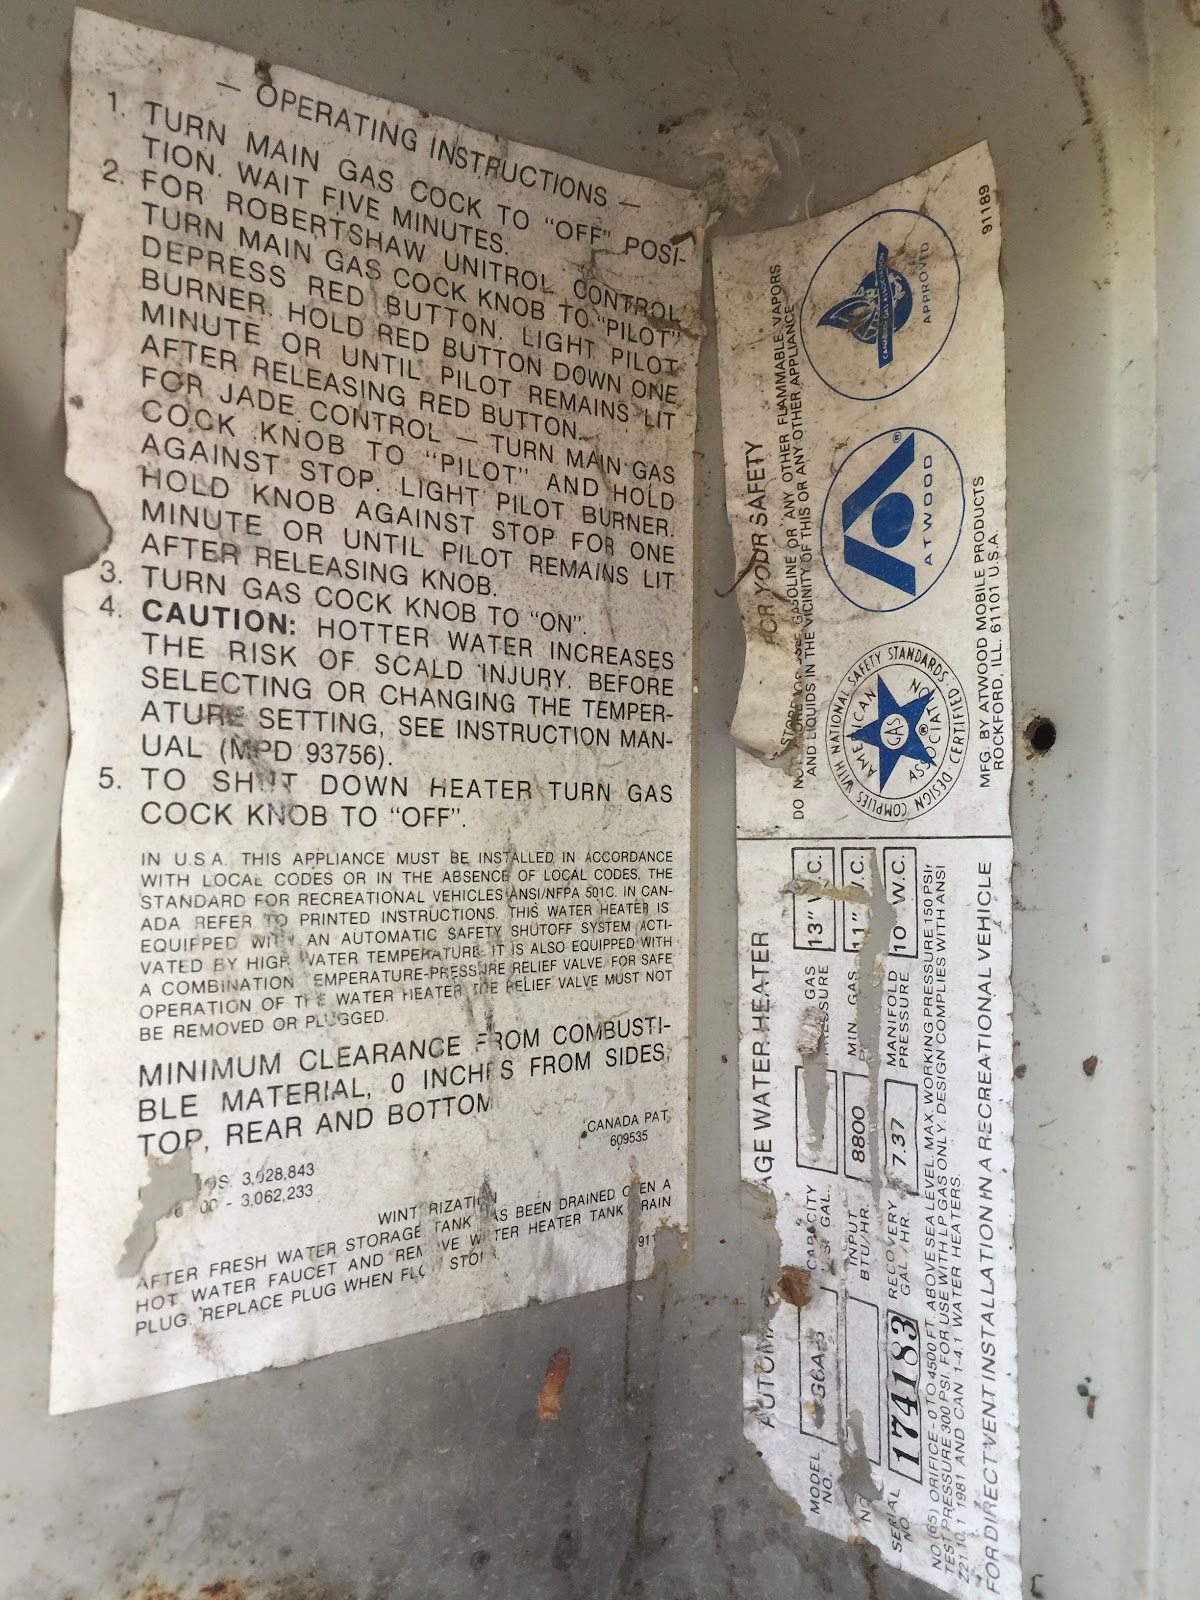 — OPERATING INSTRUCTIONS —
1. TURN MAIN GAS COCK TO "OFF" POSI-
TION. WAIT FIVE MINUTES.
2. FOR ROBERTSHAW UNITROL CONTROL
TURN MAIN GAS COCK KNOB TO "PILOT"
DEPRESS RED BUTTON. LIGHT PILOT
BURNER. HOLD RED BUTTON DOWN ONE
MINUTE OR UNTIL PILOT REMAINS LIT
AFTER RELEASING RED BUTTON.
FOR JADE CONTROL — TURN MAIN GAS
COCK KNOB TO "PILOT" AND HOLD
AGAINST STOP. LIGHT PILOT BURNER.
HOLD KNOB AGAINST STOP FOR ONE
MINUTE OR UNTIL PILOT REMAINS LIT
AFTER RELEASING KNOB.
3. TURN GAS COCK KNOB TO "ON".
4. CAUTION: HOTTER WATER INCREASES
THE RISK OF SCALD INJURY. BEFORE
SELECTING OR CHANGING THE TEMPER-
ATURE SETTING, SEE INSTRUCTION MAN-
UAL (MPD 93756).
5. TO SHUT DOWN HEATER TURN GAS
COCK KNOB TO "OFF".
IN U.S.A. THIS APPLIANCE MUST BE INSTALLED IN ACCORDANCE
WITH LOCAL CODES OR IN THE ABSENCE OF LOCAL CODES, THE
STANDARD FOR RECREATIONAL VEHICLES ANSI/NFPA 501C. IN CAN-
ADA REFER TO PRINTED INSTRUCTIONS. THIS WATER HEATER IS
EQUIPPED WITH AN AUTOMATIC SAFETY SHUTOFF SYSTEM ACTI-
VATED BY HIGH WATER TEMPERATURE. IT IS ALSO EQUIPPED WITH
A COMBINATION TEMPERATURE-PRESSURE RELIEF VALVE. FOR SAFE
OPERATION OF THE WATER HEATER THE RELIEF VALVE MUST NOT
BE REMOVED OR PLUGGED.
MINIMUM CLEARANCE FROM COMBUSTI-
BLE MATERIAL, 0 INCHES FROM SIDES,
TOP, REAR AND BOTTOM
CANADA PAT.
609535
3,028,843
- 3,062,233
WINTERIZATION
AFTER FRESH WATER STORAGE TANK HAS BEEN DRAINED OPEN A
HOT WATER FAUCET AND REMOVE WATER HEATER TANK DRAIN
PLUG. REPLACE PLUG WHEN FLOW STOPS.
911
FOR YOUR SAFETY
DO NOT STORE OR USE GASOLINE OR ANY OTHER FLAMMABLE VAPORS
AND LIQUIDS IN THE VICINITY OF THIS OR ANY OTHER APPLIANCE
DESIGN COMPLIES WITH NATIONAL SAFETY STANDARDS · CERTIFIED
AMERICAN GAS ASSOCIATION ®
ATWOOD ®
CANADIAN GAS ASSOCIATION
APPROVED
MFG. BY ATWOOD MOBILE PRODUCTS
ROCKFORD, ILL. 61101 U.S.A.
91189
AUTOMATIC STORAGE WATER HEATER
MODEL NO. G6A-
CAPACITY GAL.
GAS PRESSURE 13" W.C.
INPUT BTU/HR. 8800
MIN. GAS 11" W.C.
SERIAL NO. 174183
RECOVERY GAL./HR. 7.37
MANIFOLD PRESSURE 10" W.C.
NO. (65) ORIFICE - 0 TO 4500 FT. ABOVE SEA LEVEL. MAX. WORKING PRESSURE 150 PSI,
TEST PRESSURE 300 PSI. FOR USE WITH LP GAS ONLY. DESIGN COMPLIES WITH ANSI
Z21.10.1 1981 AND CAN 1-4.1 WATER HEATERS.
FOR DIRECT VENT INSTALLATION IN A RECREATIONAL VEHICLE